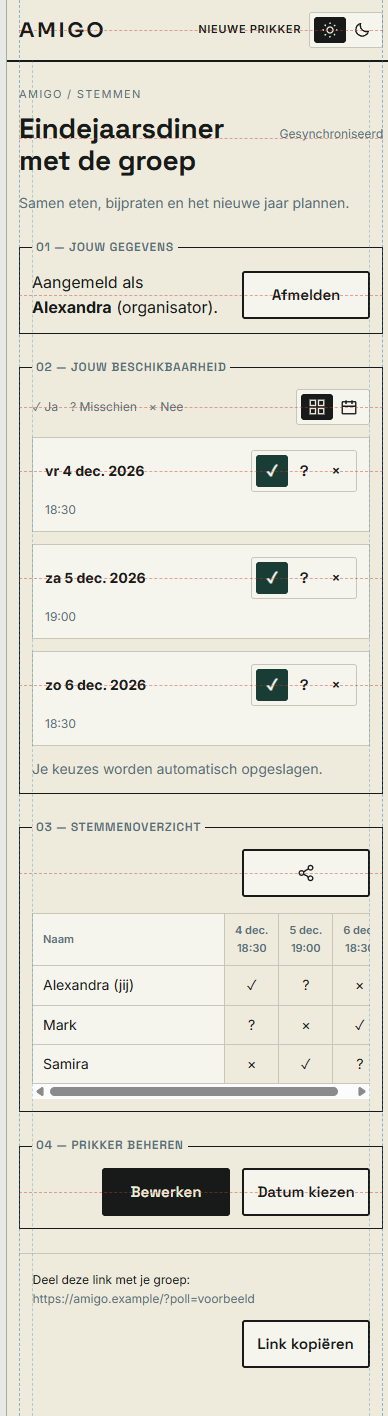 AMIGO
NIEUWE PRIKKER
AMIGO / STEMMEN
Eindejaarsdiner
met de groep
Gesynchroniseerd
Samen eten, bijpraten en het nieuwe jaar plannen.
01 — JOUW GEGEVENS
Aangemeld als
Alexandra (organisator).
Afmelden
02 — JOUW BESCHIKBAARHEID
✓ Ja ? Misschien × Nee
vr 4 dec. 2026 ✓ ? ×
18:30
za 5 dec. 2026 ✓ ? ×
19:00
zo 6 dec. 2026 ✓ ? ×
18:30
Je keuzes worden automatisch opgeslagen.
03 — STEMMENOVERZICHT
Naam
4 dec. 18:30
5 dec. 19:00
6 dec 18:30
Alexandra (jij) ✓ ? ×
Mark ? × ✓
Samira × ✓ ?
04 — PRIKKER BEHEREN
Bewerken
Datum kiezen
Deel deze link met je groep:
https://amigo.example/?poll=voorbeeld
Link kopiëren